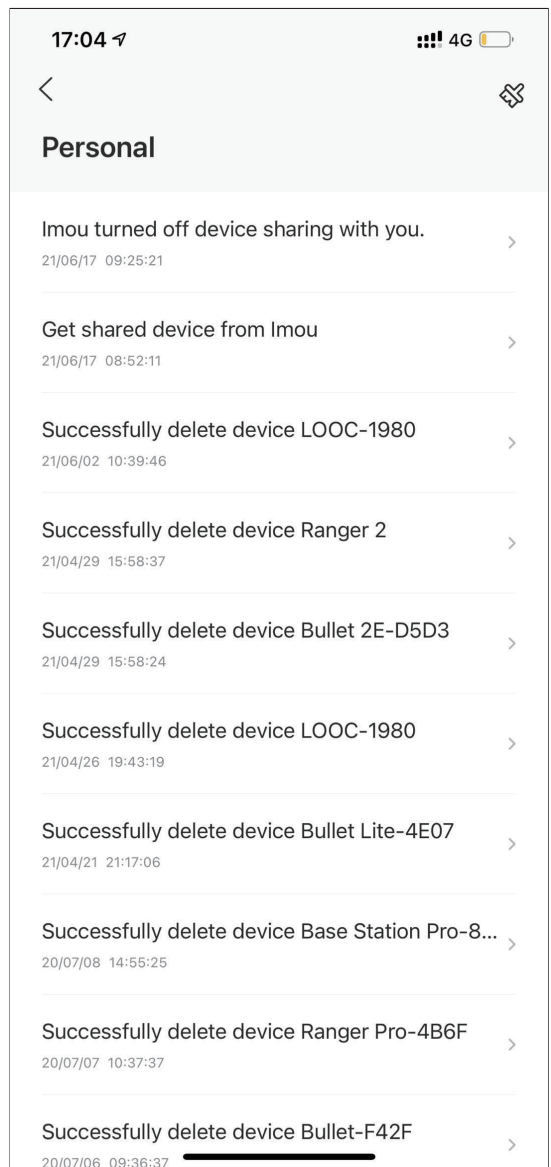 17:04
4G
Personal
Imou turned off device sharing with you.
21/06/17 09:25:21
Get shared device from Imou
21/06/17 08:52:11
Successfully delete device LOOC-1980
21/06/02 10:39:46
Successfully delete device Ranger 2
21/04/29 15:58:37
Successfully delete device Bullet 2E-D5D3
21/04/29 15:58:24
Successfully delete device LOOC-1980
21/04/26 19:43:19
Successfully delete device Bullet Lite-4E07
21/04/21 21:17:06
Successfully delete device Base Station Pro-8...
20/07/08 14:55:25
Successfully delete device Ranger Pro-4B6F
20/07/07 10:37:37
Successfully delete device Bullet-F42F
20/07/06 09:36:37